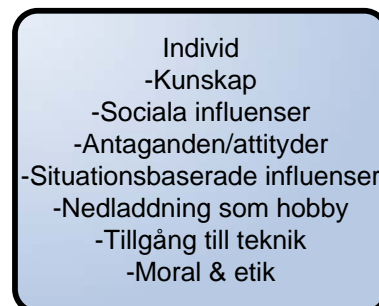 Individ
-Kunskap
-Sociala influenser
-Antaganden/attityder
-Situationsbaserade influenser
-Nedladdning som hobby
-Tillgång till teknik
-Moral & etik